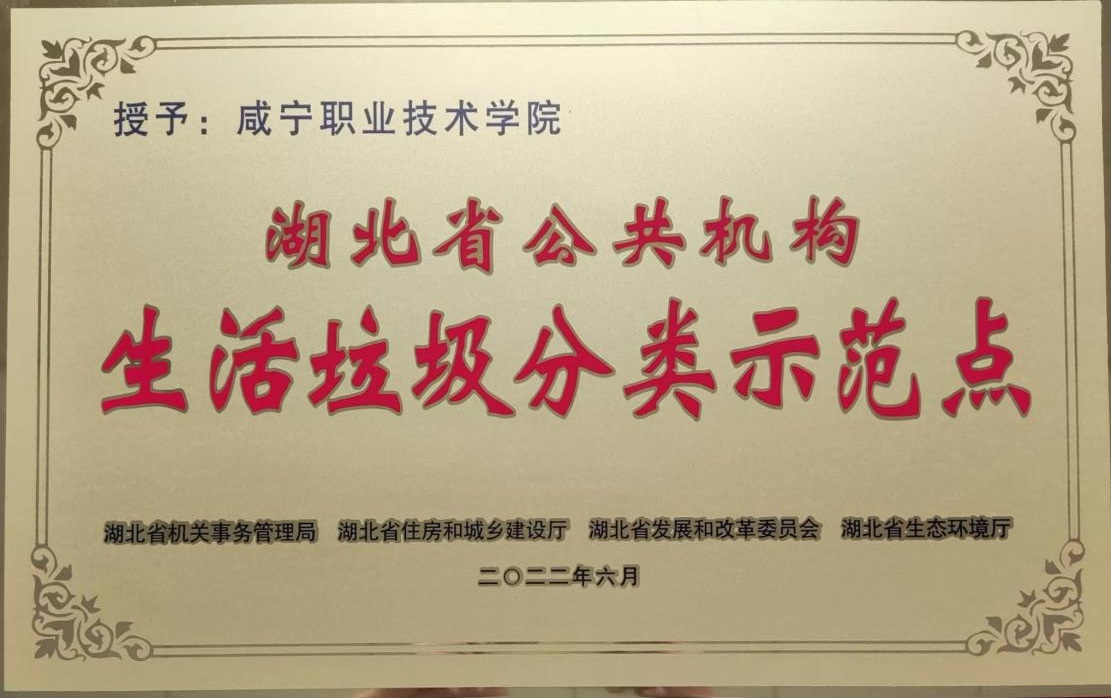 授予：咸宁职业技术学院
湖北省公共机构
生活垃圾分类示范点
湖北省机关事务管理局 湖北省住房和城乡建设厅 湖北省发展和改革委员会 湖北省生态环境厅
二〇二二年六月